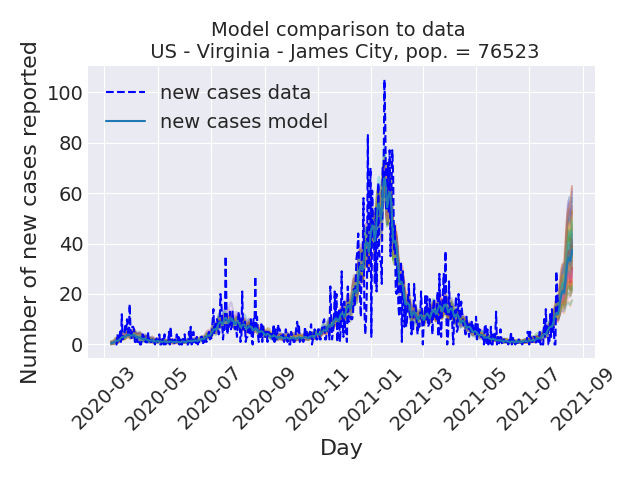 Model comparison to data
US - Virginia - James City, pop. = 76523
new cases data
new cases model
Number of new cases reported
100
80
60
40
20
0
2020-03
2020-05
2020-07
2020-09
2020-11
2021-01
2021-03
2021-05
2021-07
2021-09
Day